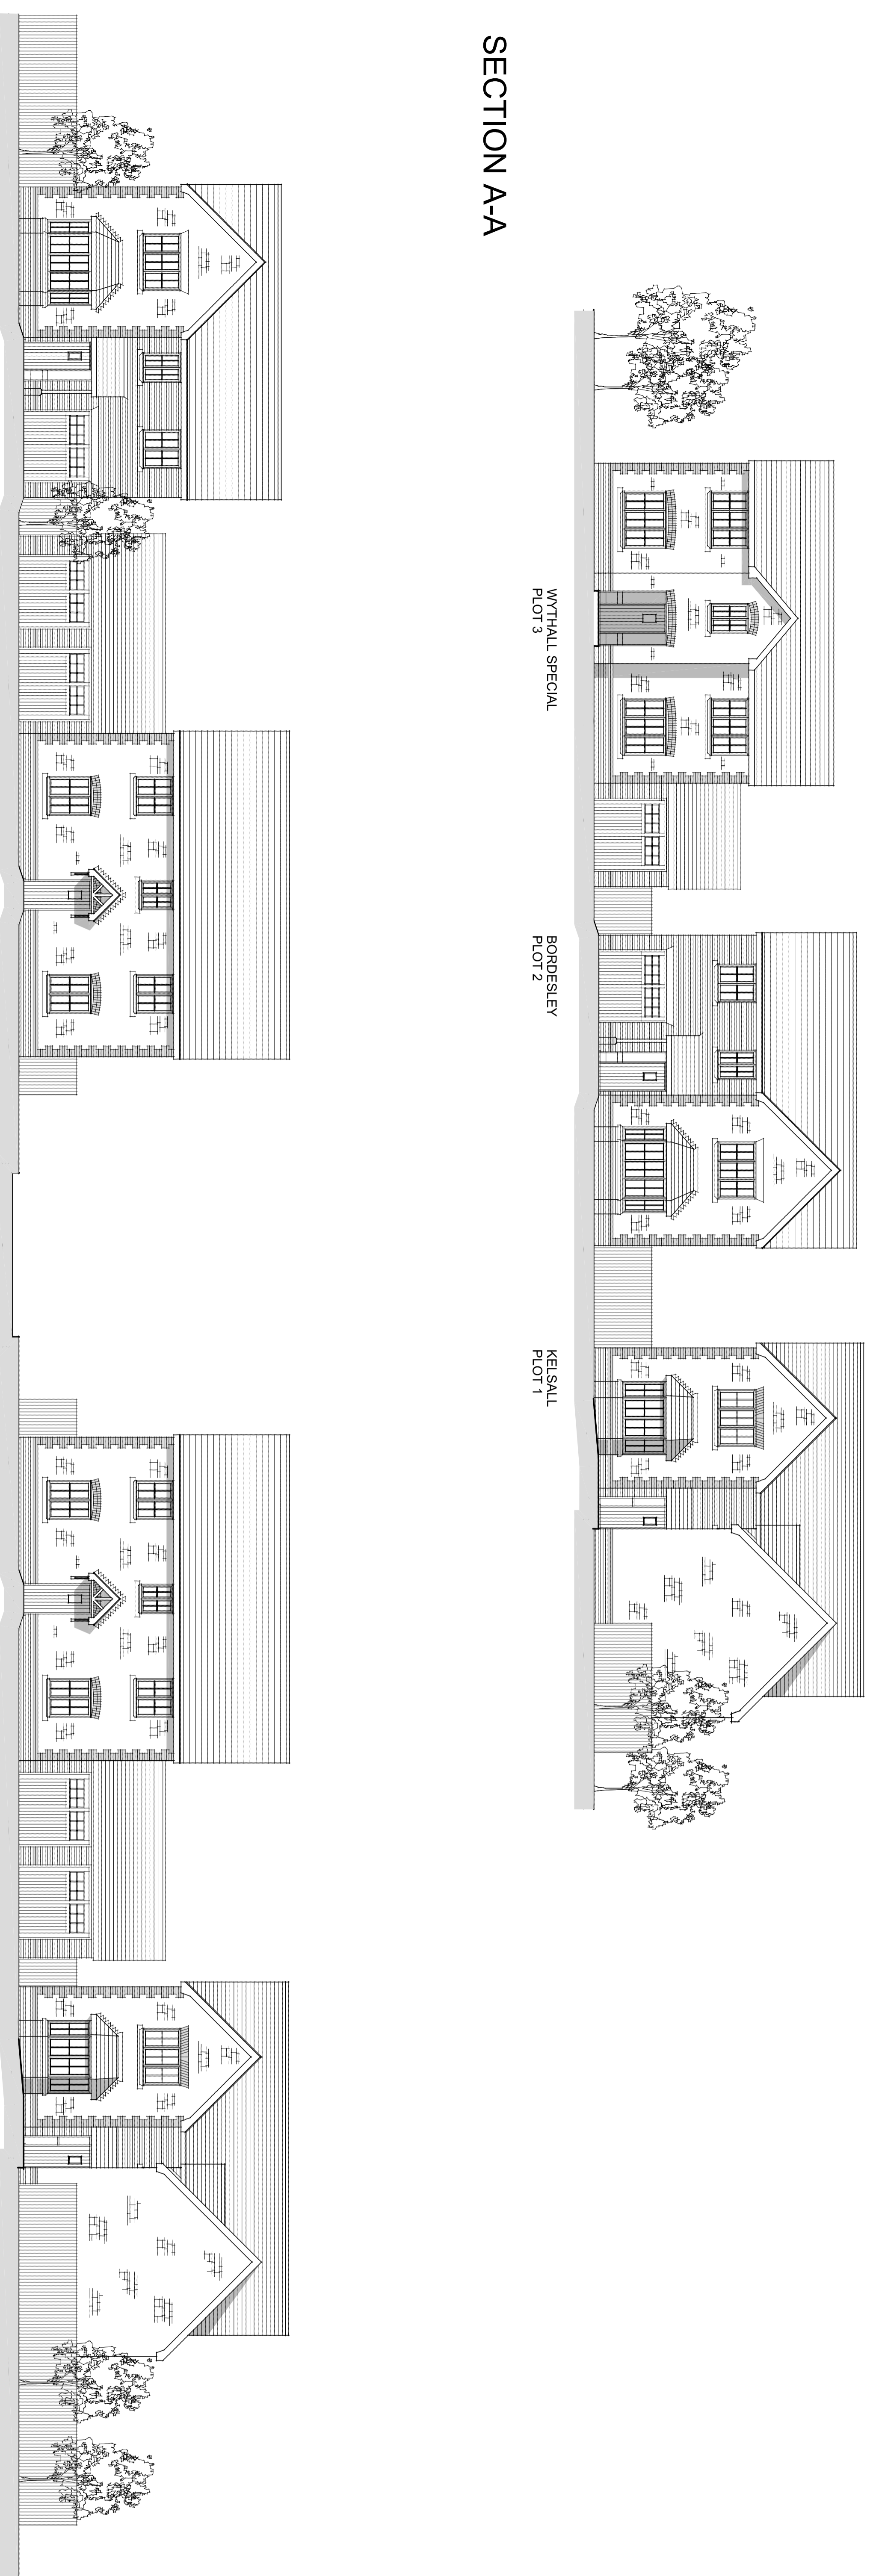 SECTION A-A
WYTHALL SPECIAL
PLOT 3
BORDESLEY
PLOT 2
KELSALL
PLOT 1